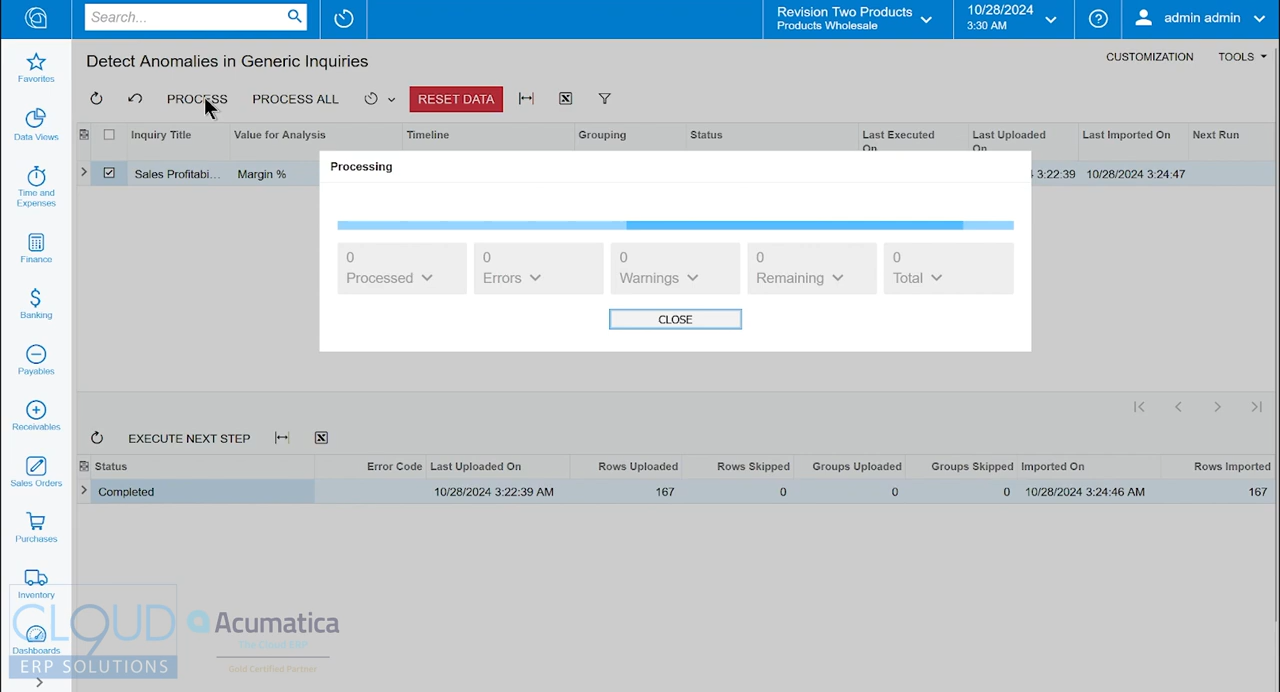 Search...
Revision Two Products
Products Wholesale
10/28/2024
3:30 AM
admin admin
Favorites
Data Views
Time and
Expenses
Finance
Banking
Payables
Receivables
Sales Orders
Purchases
Inventory
Dashboards
Detect Anomalies in Generic Inquiries
CUSTOMIZATION
TOOLS
PROCESS
PROCESS ALL
RESET DATA
Inquiry Title
Value for Analysis
Timeline
Grouping
Status
Last Executed
On
Last Uploaded
On
Last Imported On
Next Run
Sales Profitabi...
Margin %
3:22:39
10/28/2024 3:24:47
Processing
0
Processed
0
Errors
0
Warnings
0
Remaining
0
Total
CLOSE
EXECUTE NEXT STEP
Status
Error Code
Last Uploaded On
Rows Uploaded
Rows Skipped
Groups Uploaded
Groups Skipped
Imported On
Rows Imported
Completed
10/28/2024 3:22:39 AM
167
0
0
0
10/28/2024 3:24:46 AM
167
CLOUD9
ERP SOLUTIONS
Acumatica
The Cloud ERP
Gold Certified Partner